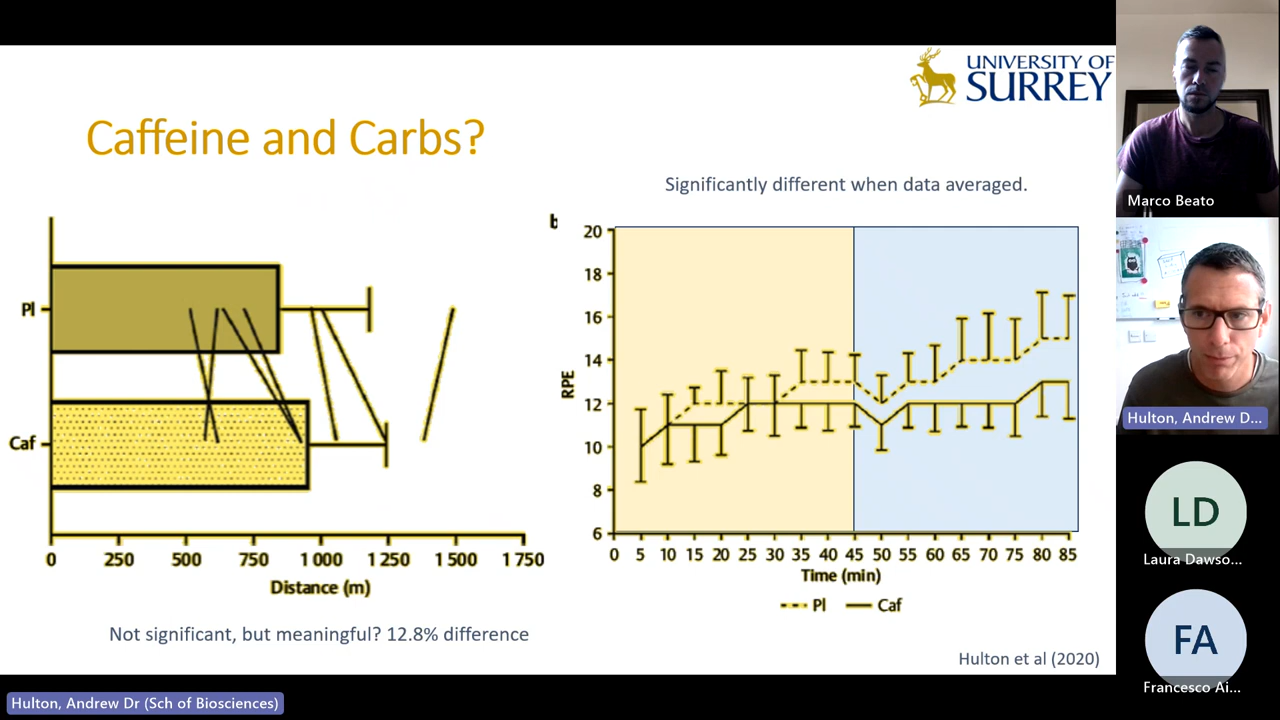 UNIVERSITY OF
SURREY
Caffeine and Carbs?
Significantly different when data averaged.
Pl
Caf
0 250 500 750 1 000 1 250 1 500 1 750
Distance (m)
Not significant, but meaningful? 12.8% difference
b
20
18
16
14
12
10
8
6
RPE
0 5 10 15 20 25 30 35 40 45 50 55 60 65 70 75 80 85
Time (min)
Pl Caf
Hulton et al (2020)
Hulton, Andrew Dr (Sch of Biosciences)
Marco Beato
Hulton, Andrew D...
LD
Laura Dawso...
FA
Francesco Ai...